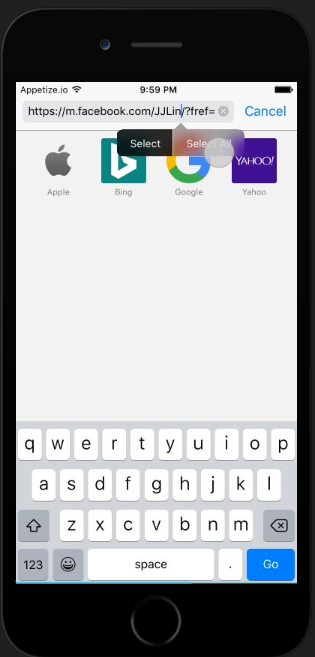 Appetize.io 9:59 PM
https://m.facebook.com/JJLin/?fref= Cancel
Select Select All
YAHOO!
Apple Bing Google Yahoo
q w e r t y u i o p
a s d f g h j k l
z x c v b n m
123 space . Go